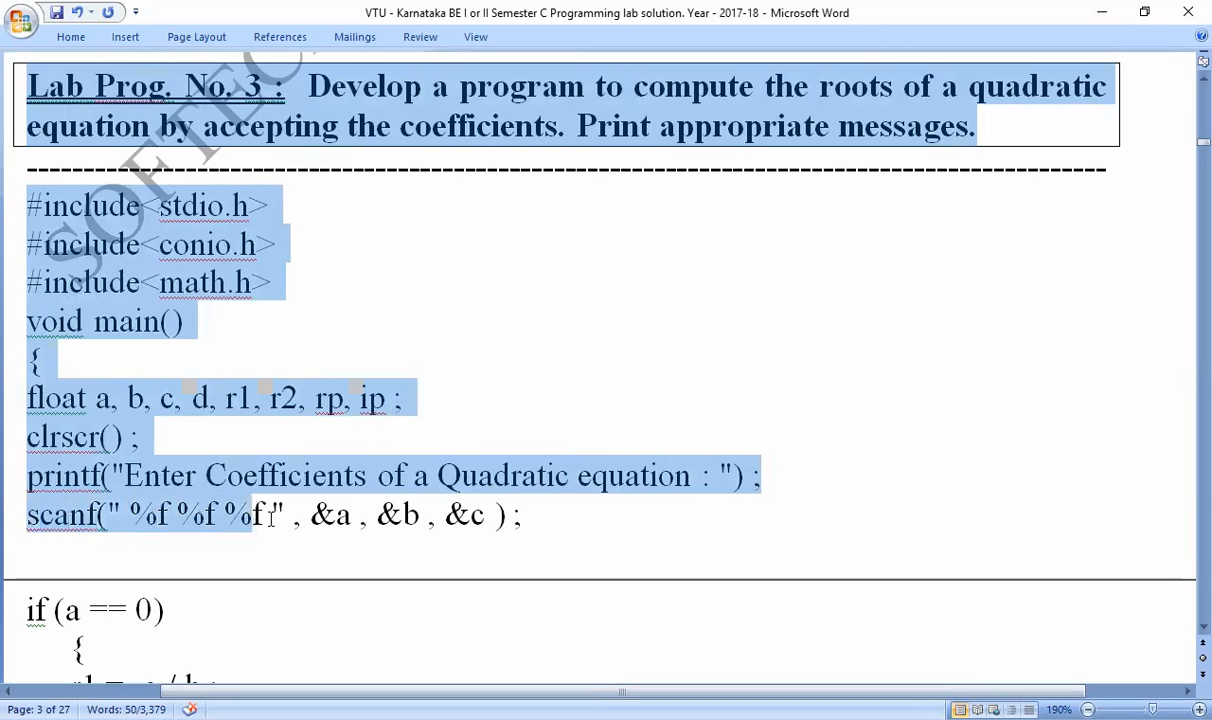 VTU - Karnataka BE I or II Semester C Programming lab solution. Year - 2017-18 - Microsoft Word
Home Insert Page Layout References Mailings Review View
Lab Prog. No. 3 : Develop a program to compute the roots of a quadratic
equation by accepting the coefficients. Print appropriate messages.
--------------------------------------------------------------------------------
#include<stdio.h>
#include<conio.h>
#include<math.h>
void main()
{
float a, b, c, d, r1, r2, rp, ip ;
clrscr() ;
printf("Enter Coefficients of a Quadratic equation : ") ;
scanf(" %f %f %f " , &a , &b , &c ) ;
if (a == 0)
{
SOFTEC
Page: 3 of 27 Words: 50/3,379 190%